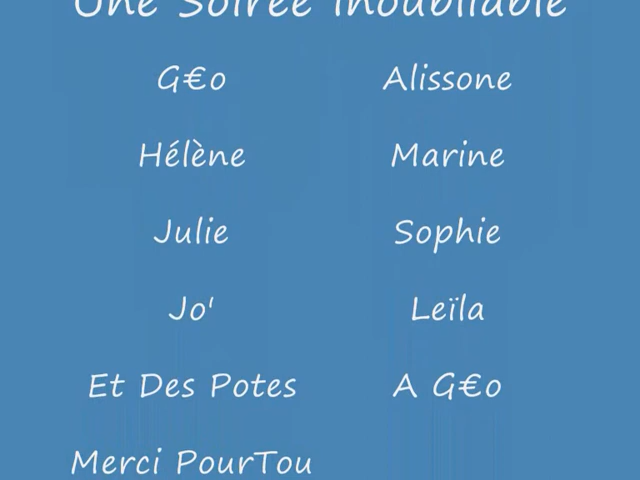 Une Soirée Inoubliable
G€o Alissone
Hélène Marine
Julie Sophie
Jo' Leïla
Et Des Potes A G€o
Merci PourTou